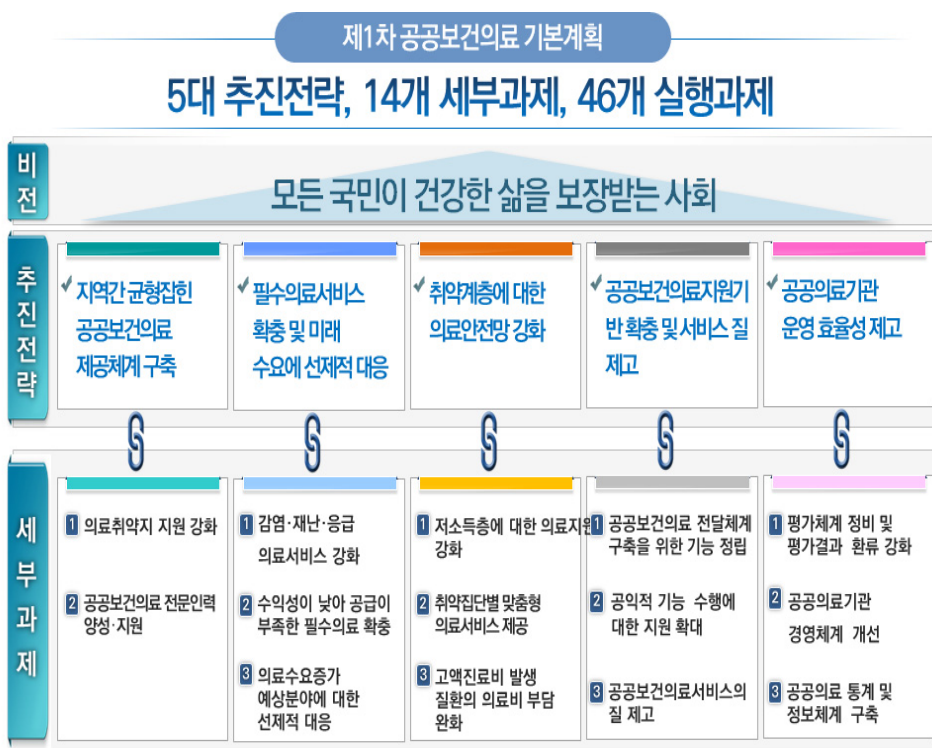 제1차 공공보건의료 기본계획
5대 추진전략, 14개 세부과제, 46개 실행과제
비전
모든 국민이 건강한 삶을 보장받는 사회
추진전략
지역간 균형잡힌
공공보건의료
제공체계 구축
필수의료서비스
확충 및 미래
수요에 선제적 대응
취약계층에 대한
의료안전망 강화
공공보건의료지원기
반 확충 및 서비스 질
제고
공공의료기관
운영 효율성 제고
세부과제
1 의료취약지 지원 강화
2 공공보건의료 전문인력
양성·지원
1 감염·재난·응급
의료서비스 강화
2 수익성이 낮아 공급이
부족한 필수의료 확충
3 의료수요증가
예상분야에 대한
선제적 대응
1 저소득층에 대한 의료지원
강화
2 취약집단별 맞춤형
의료서비스 제공
3 고액진료비 발생
질환의 의료비 부담
완화
1 공공보건의료 전달체계
구축을 위한 기능 정립
2 공익적 기능 수행에
대한 지원 확대
3 공공보건의료서비스의
질 제고
1 평가체계 정비 및
평가결과 환류 강화
2 공공의료기관
경영체계 개선
3 공공의료 통계 및
정보체계 구축